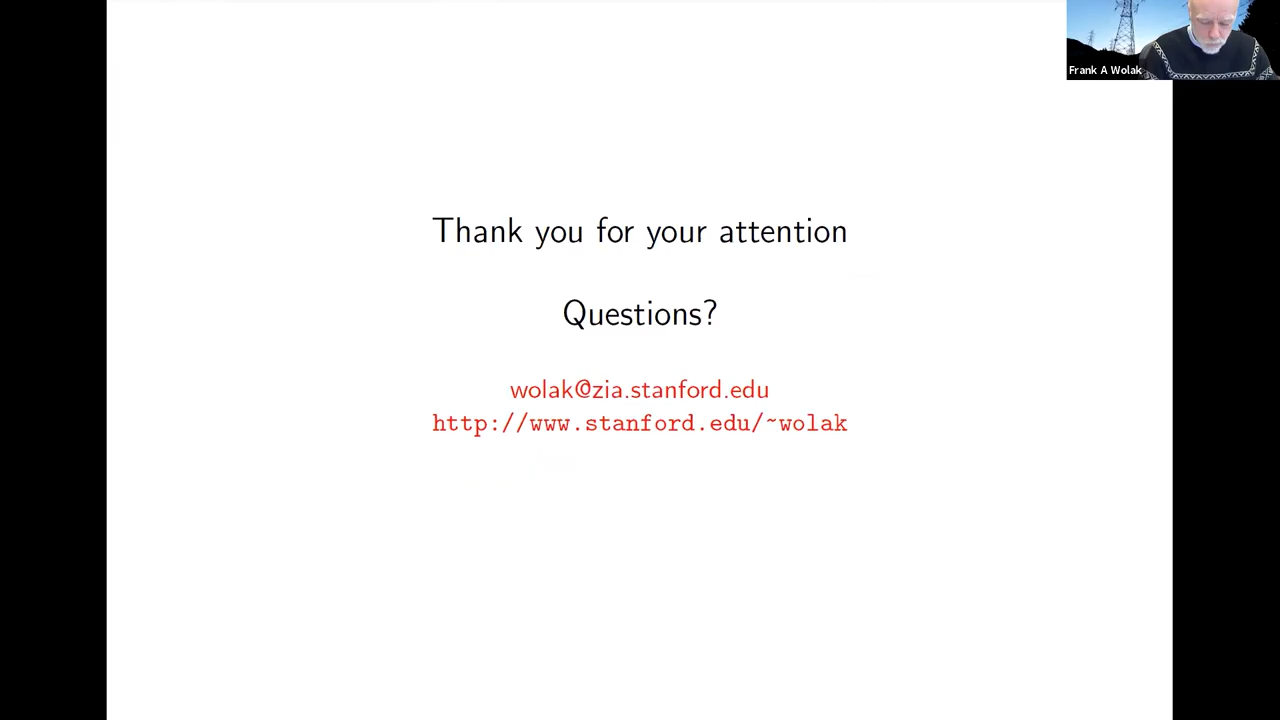 Frank A Wolak
Thank you for your attention
Questions?
wolak@zia.stanford.edu
http://www.stanford.edu/~wolak